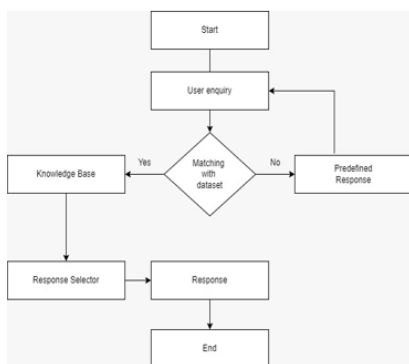 Start
User enquiry
Matching
with
dataset
Yes
No
Knowledge Base
Predefined
Response
Response Selector
Response
End